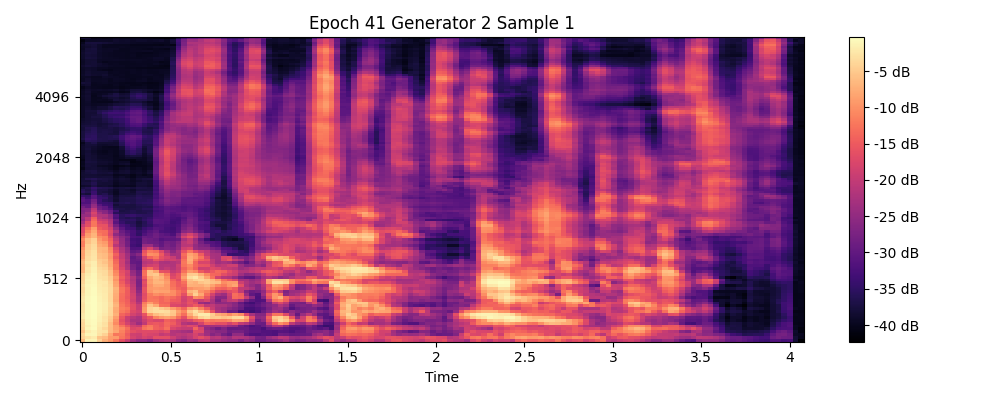 Epoch 41 Generator 2 Sample 1
Hz
4096
2048
1024
512
0
0 0.5 1 1.5 2 2.5 3 3.5 4
Time
-5 dB
-10 dB
-15 dB
-20 dB
-25 dB
-30 dB
-35 dB
-40 dB